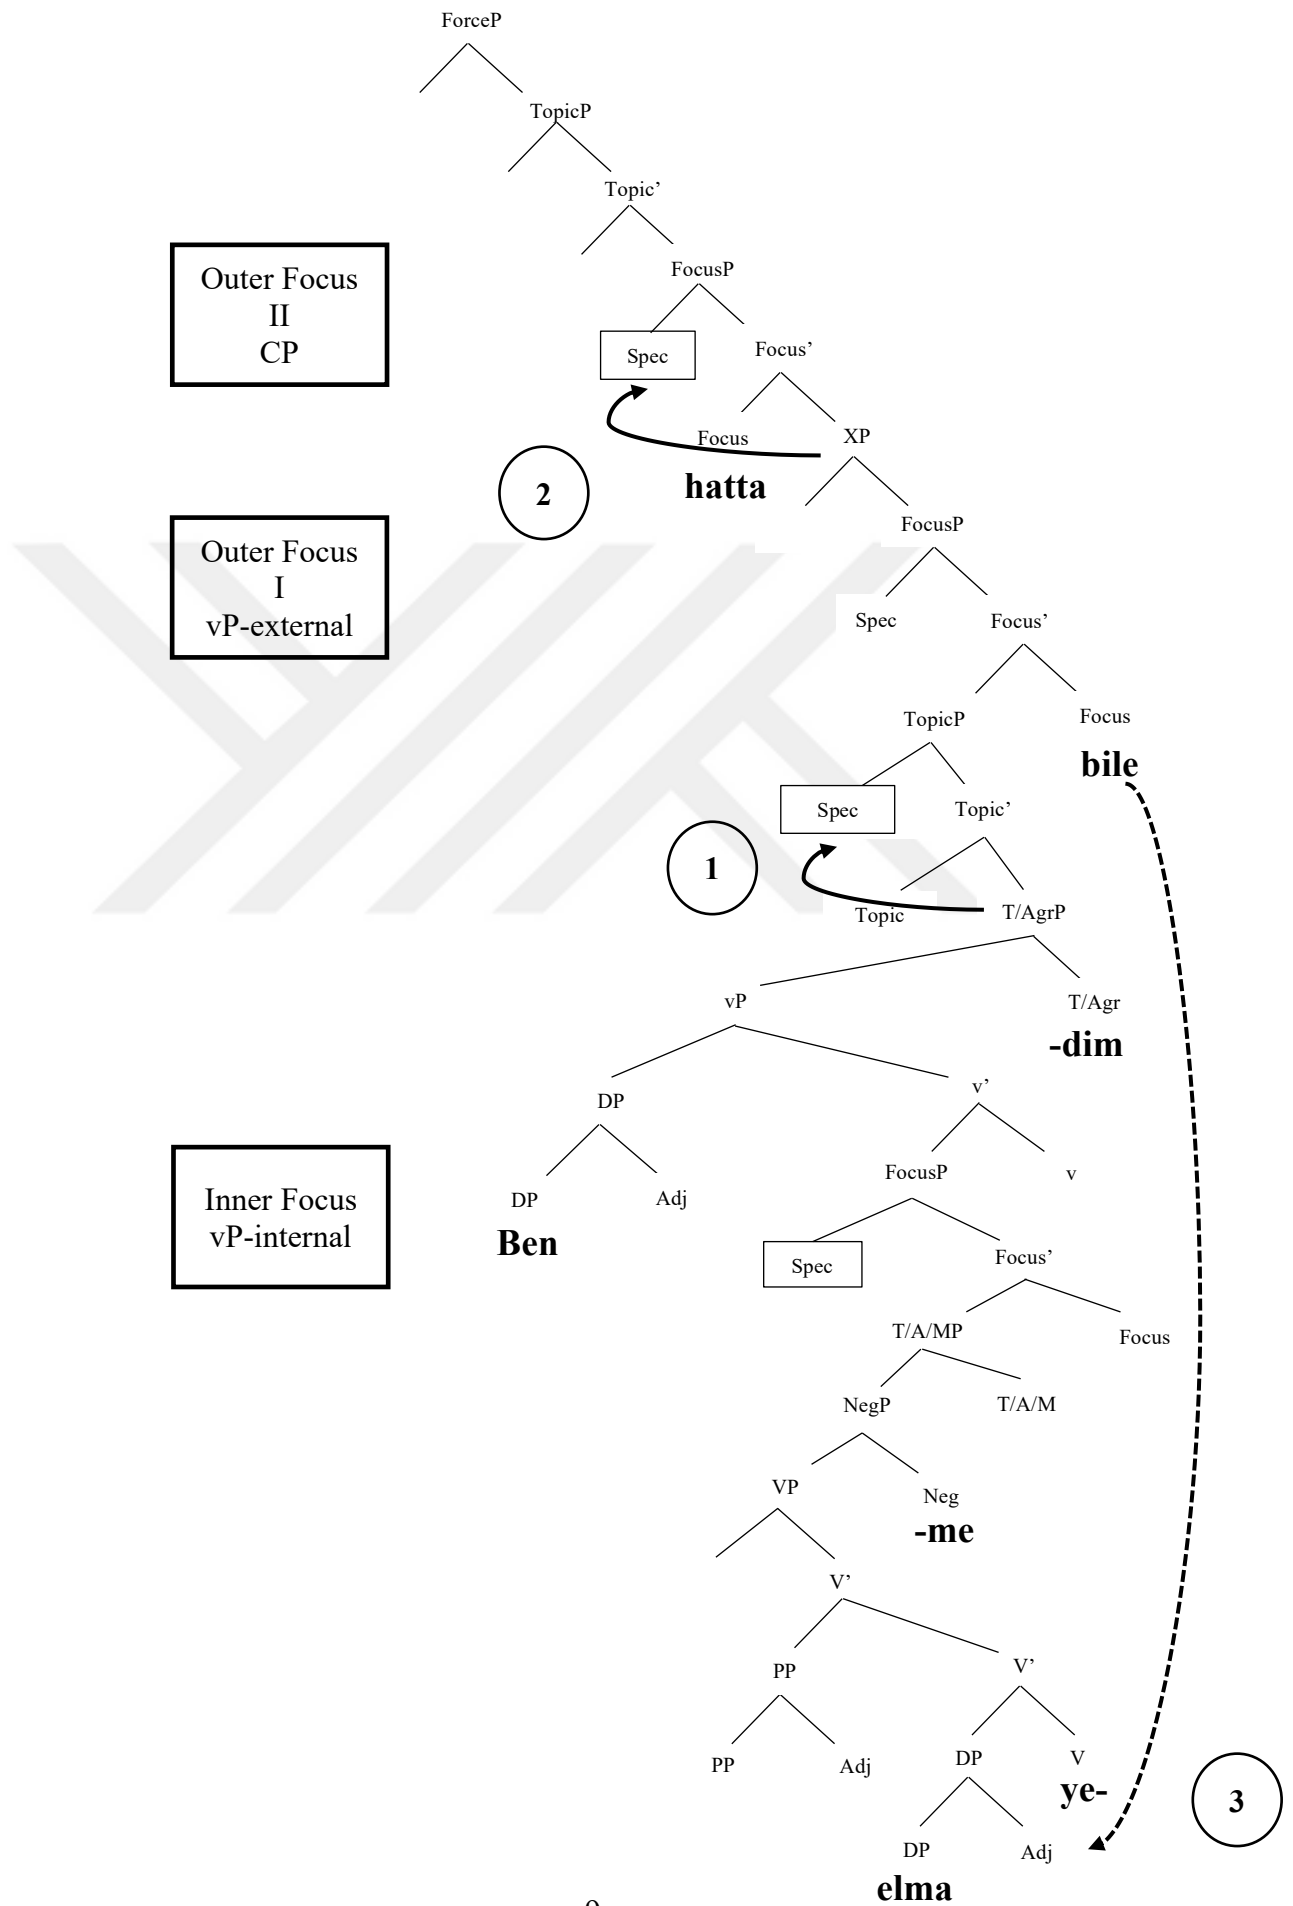 ForceP
TopicP
Topic’
Outer Focus
II
CP
FocusP
Spec
Focus’
Focus
XP
hatta
2
Outer Focus
I
vP-external
FocusP
Spec
Focus’
TopicP
Focus
bile
Spec
Topic’
1
Topic
T/AgrP
vP
T/Agr
-dim
DP
v’
Inner Focus
vP-internal
DP
Adj
Ben
FocusP
v
Spec
Focus’
T/A/MP
Focus
NegP
T/A/M
VP
Neg
-me
V’
PP
V’
PP
Adj
DP
V
ye-
3
DP
Adj
elma